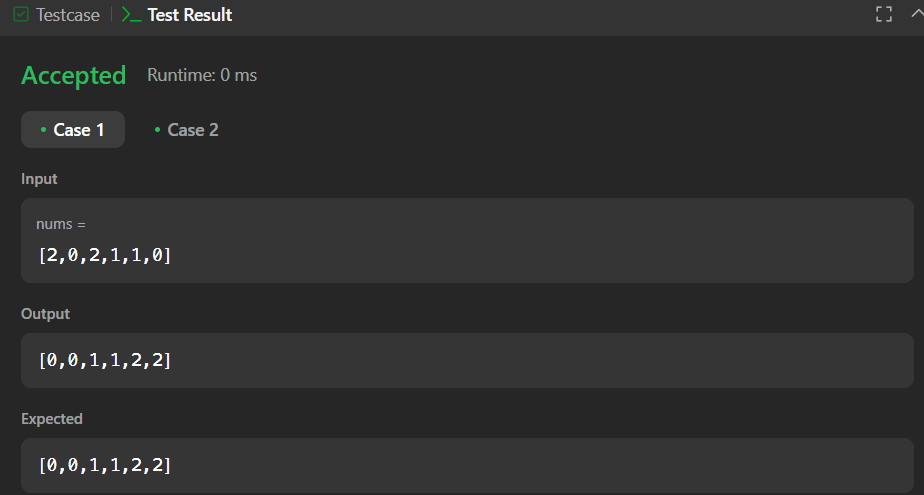 Testcase
Test Result
Accepted Runtime: 0 ms
Case 1 Case 2
Input
nums =
[2,0,2,1,1,0]
Output
[0,0,1,1,2,2]
Expected
[0,0,1,1,2,2]